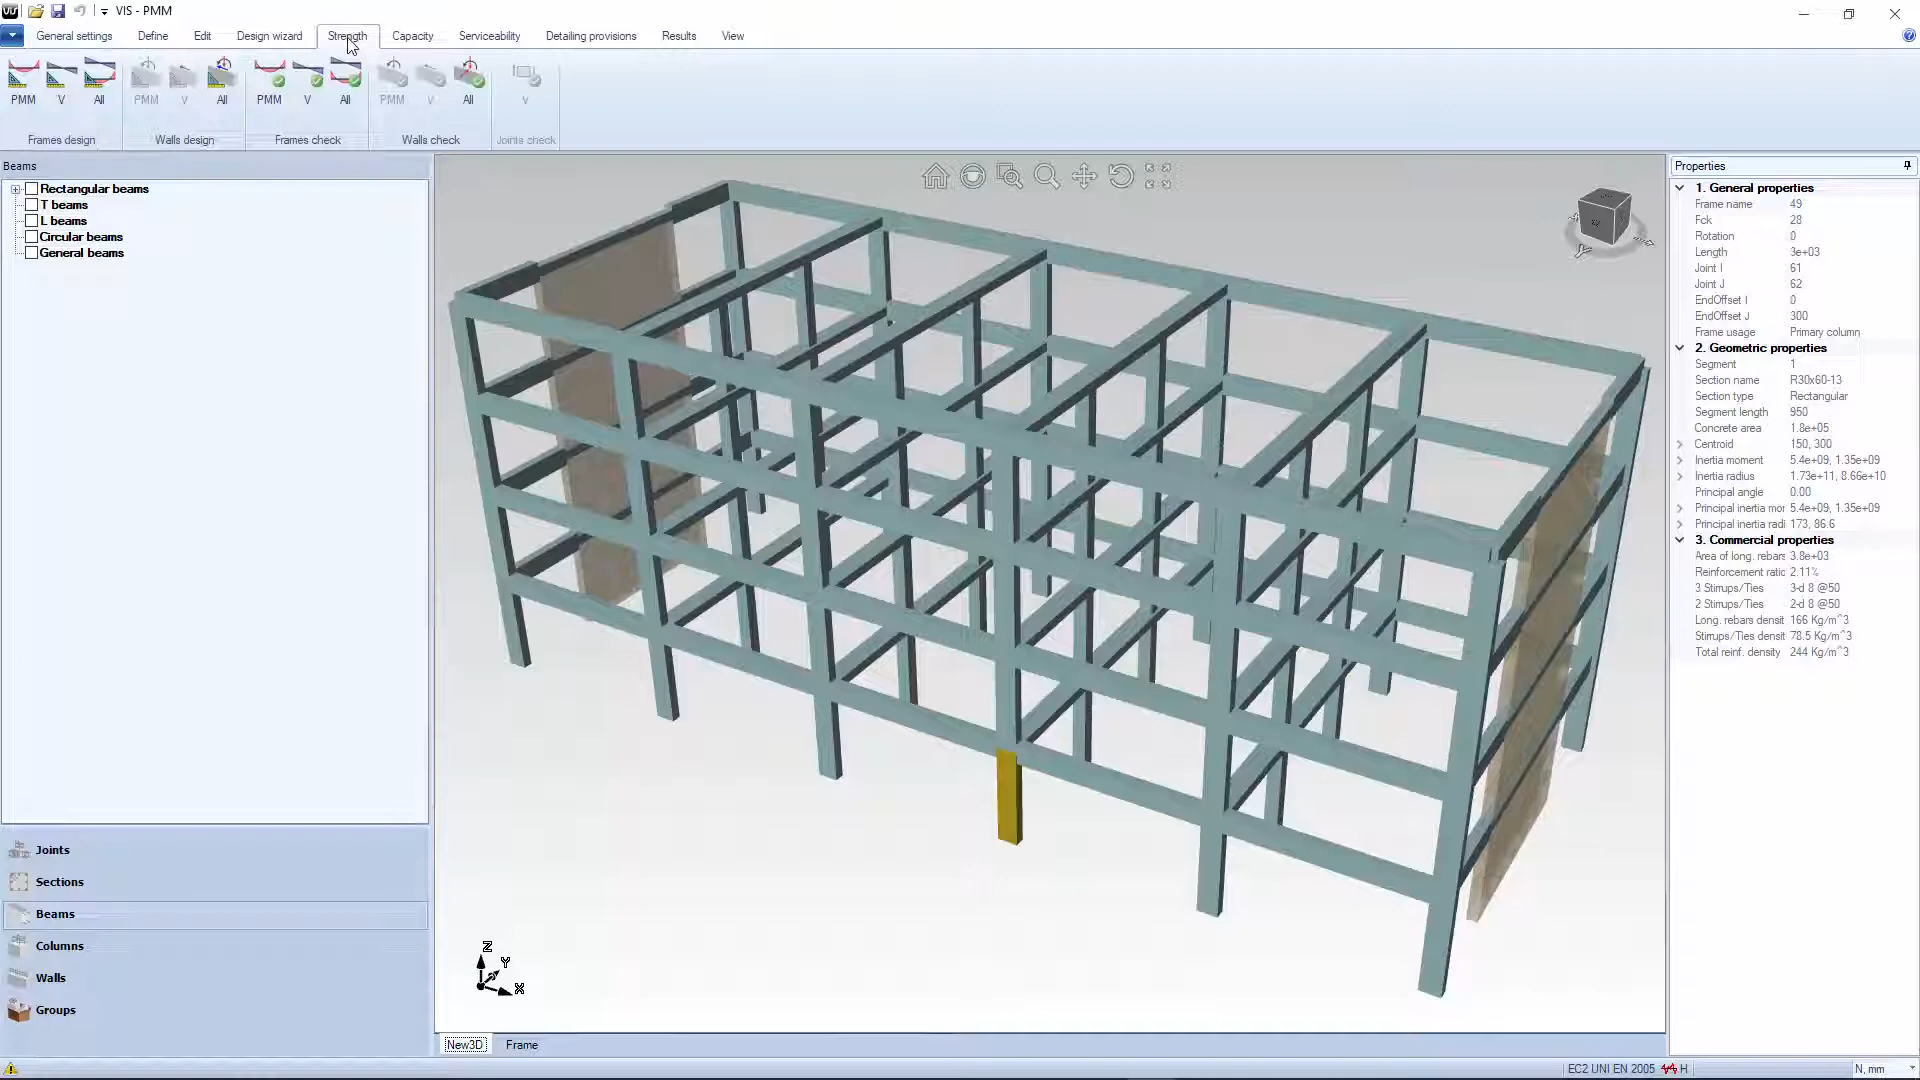 VIS - PMM
General settings Define Edit Design wizard Strength Capacity Serviceability Detailing provisions Results View
PMM V All PMM V All PMM V All PMM V All V
Frames design Walls design Frames check Walls check Joints check
Beams
Rectangular beams
T beams
L beams
Circular beams
General beams
Joints
Sections
Beams
Columns
Walls
Groups
Z
Y
X
New3D Frame
Properties
1. General properties
Frame name 49
Fck 28
Rotation 0
Length 3e+03
Joint I 61
Joint J 62
EndOffset I 0
EndOffset J 300
Frame usage Primary column
2. Geometric properties
Segment 1
Section name R30x60-13
Section type Rectangular
Segment length 950
Concrete area 1.8e+05
Centroid 150, 300
Inertia moment 5.4e+09, 1.35e+09
Inertia radius 1.73e+11, 8.66e+10
Principal angle 0.00
Principal inertia mor 5.4e+09, 1.35e+09
Principal inertia radi 173, 86.6
3. Commercial properties
Area of long. rebars 3.8e+03
Reinforcement ratic 2.11%
3 Stirrups/Ties 3-d 8 @50
2 Stirrups/Ties 2-d 8 @50
Long. rebars densit 166 Kg/m^3
Stirrups/Ties densit 78.5 Kg/m^3
Total reinf. density 244 Kg/m^3
EC2 UNI EN 2005 H N, mm